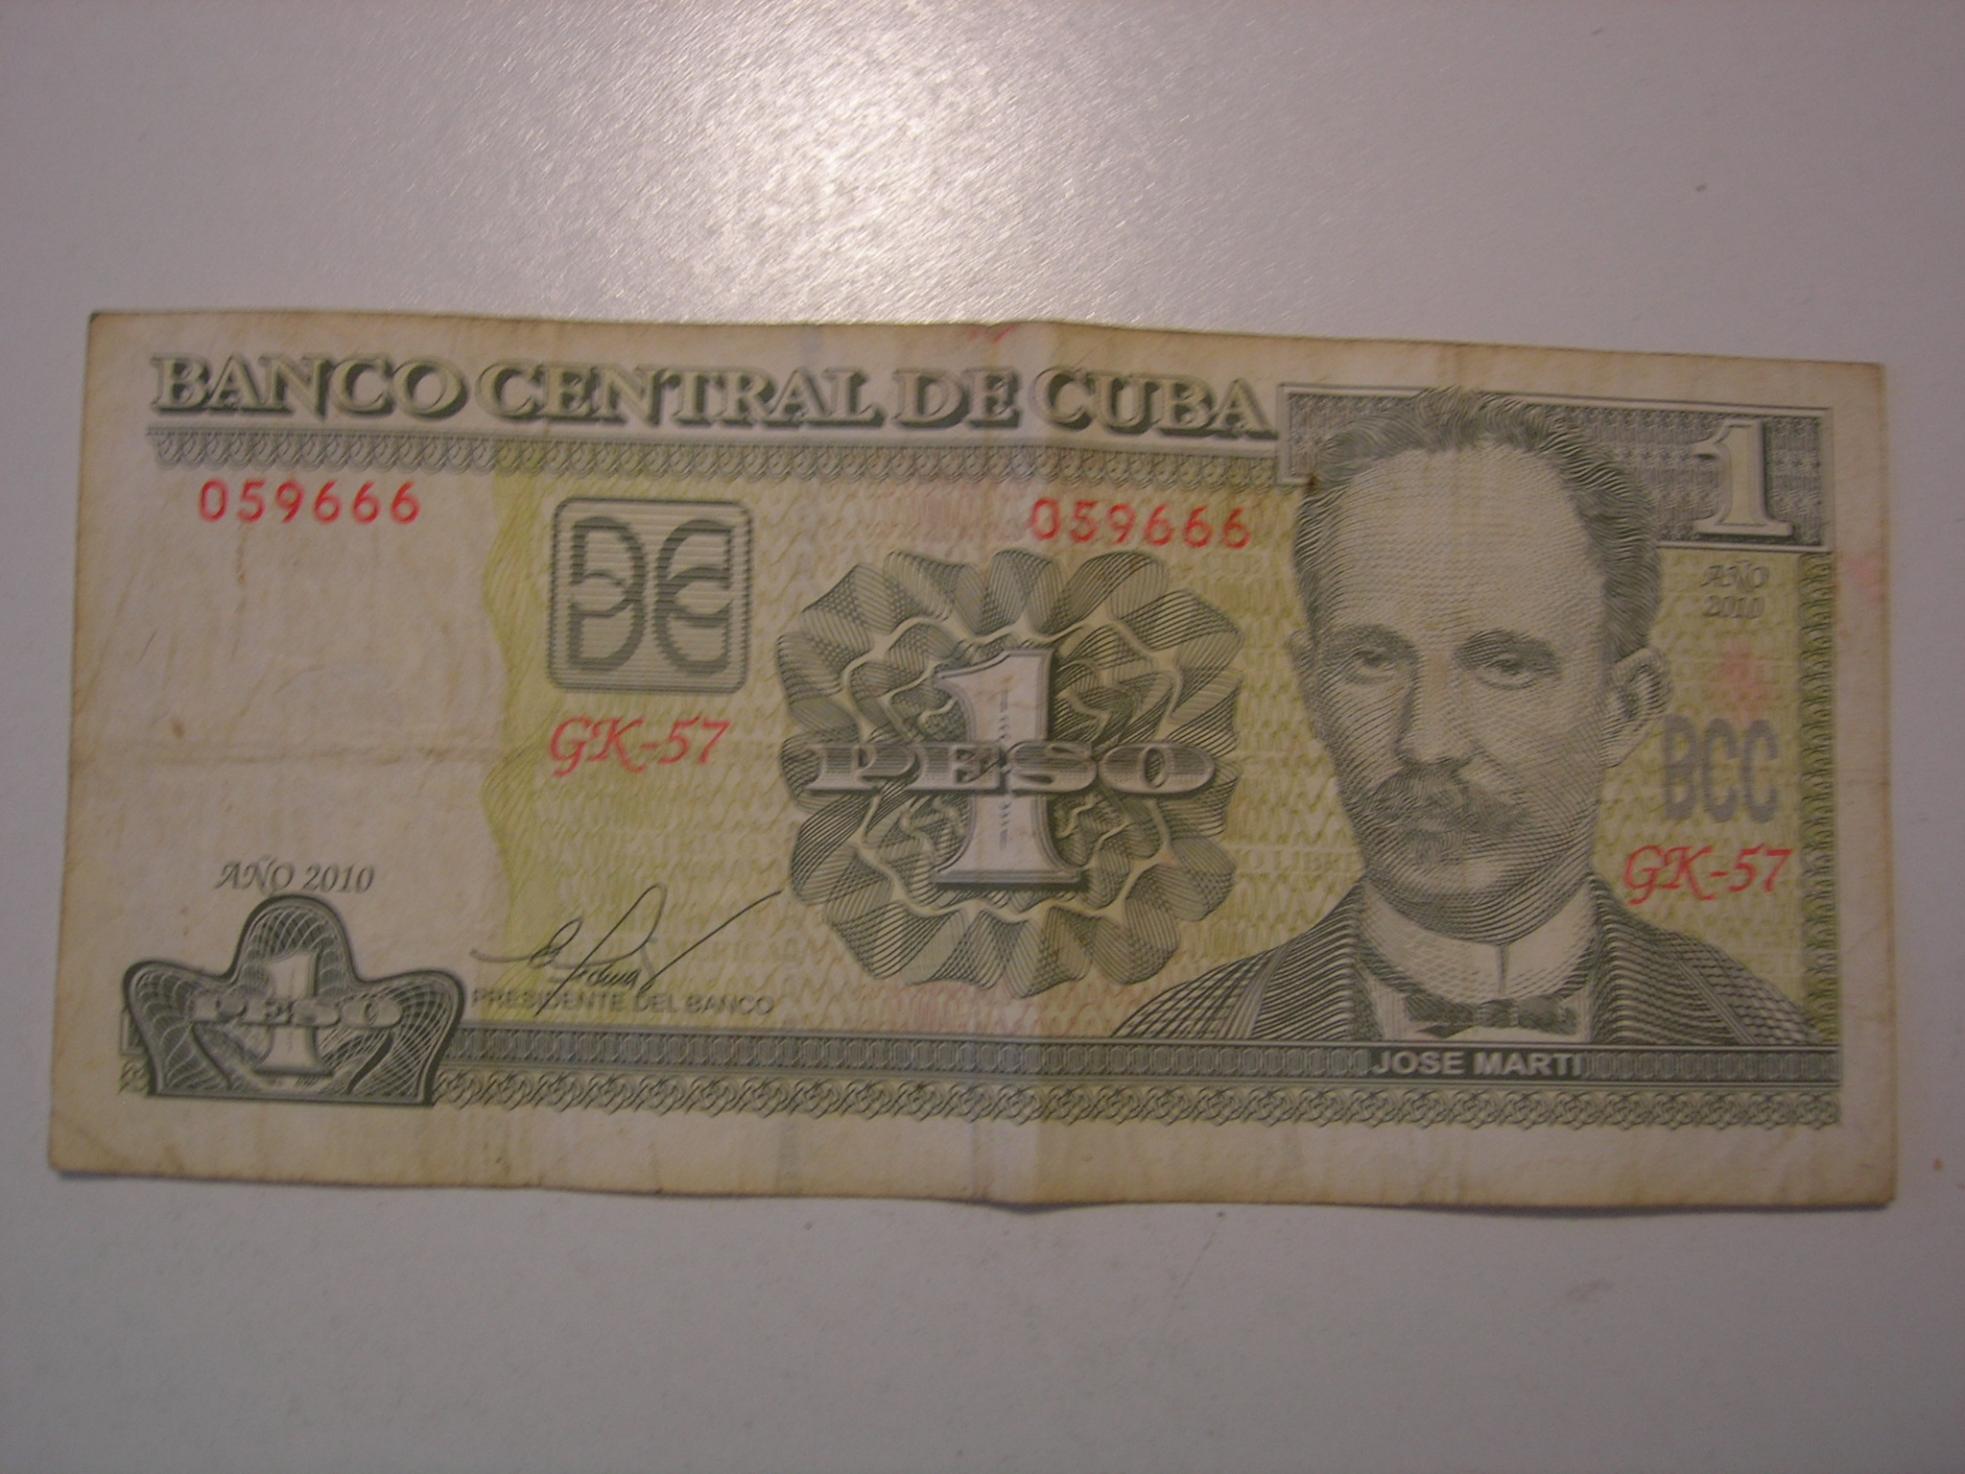 BANCO CENTRAL DE CUBA
1
059666
059666
AÑO
2010
GK-57
1
PESO
BCC
GK-57
AÑO 2010
1
PESO
PRESIDENTE DEL BANCO
JOSE MARTI